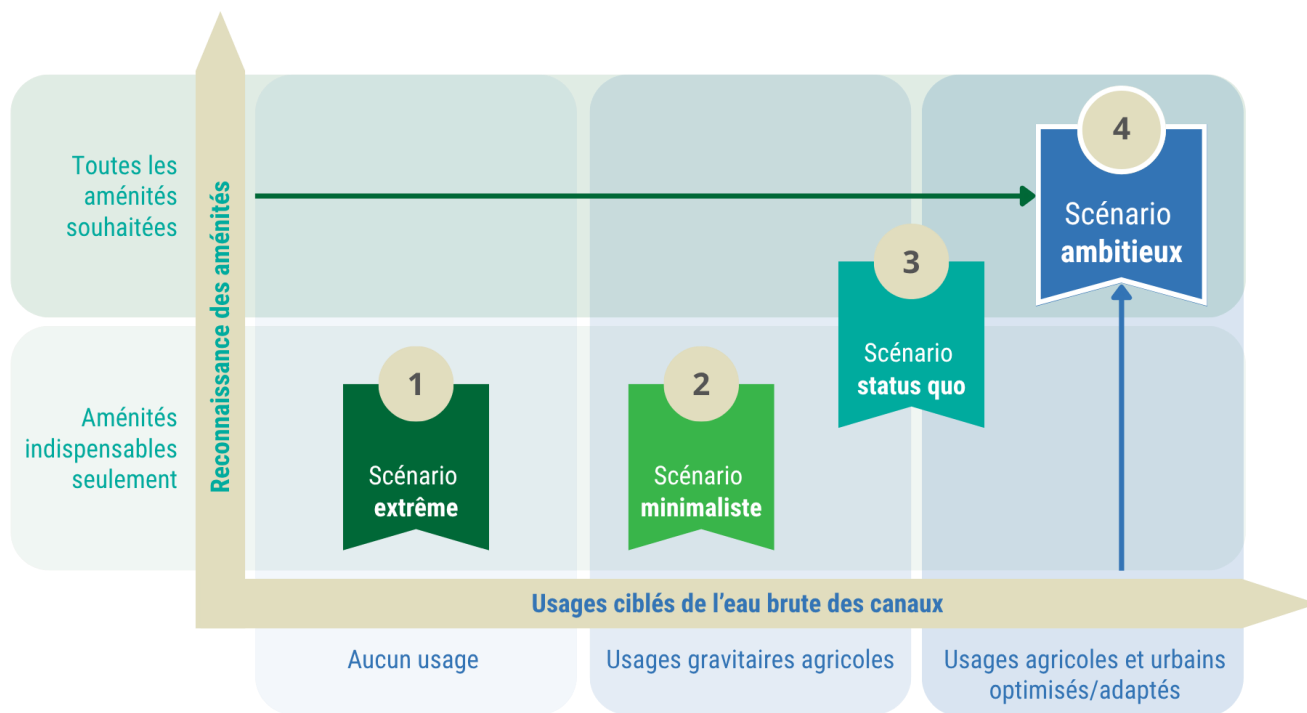 Toutes les
aménités
souhaitées
Aménités
indispensables
seulement
Reconnaissance des aménités
1
Scénario
extrême
2
Scénario
minimaliste
3
Scénario
status quo
4
Scénario
ambitieux
Usages ciblés de l’eau brute des canaux
Aucun usage
Usages gravitaires agricoles
Usages agricoles et urbains
optimisés/adaptés